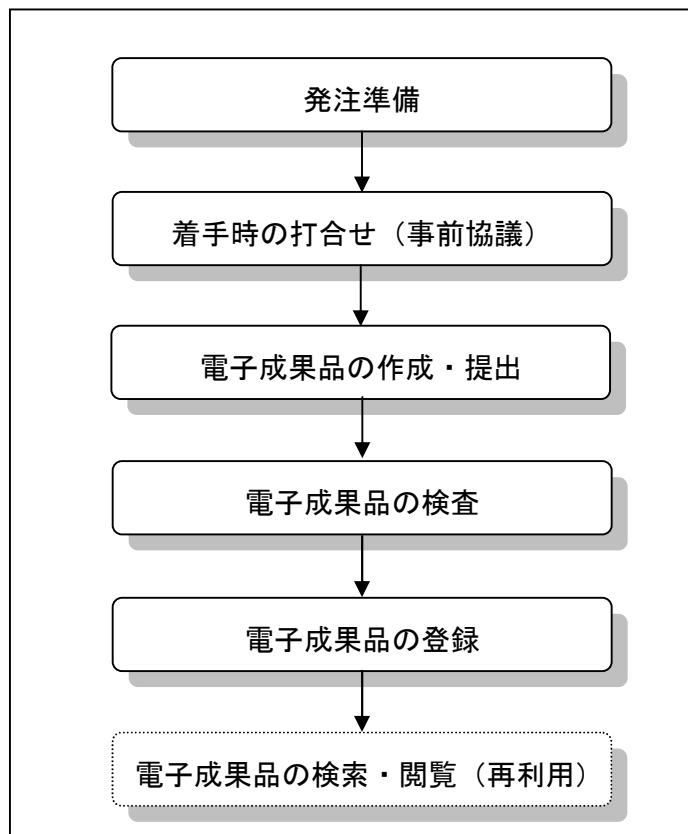 発注準備
着手時の打合せ（事前協議）
電子成果品の作成・提出
電子成果品の検査
電子成果品の登録
電子成果品の検索・閲覧（再利用）